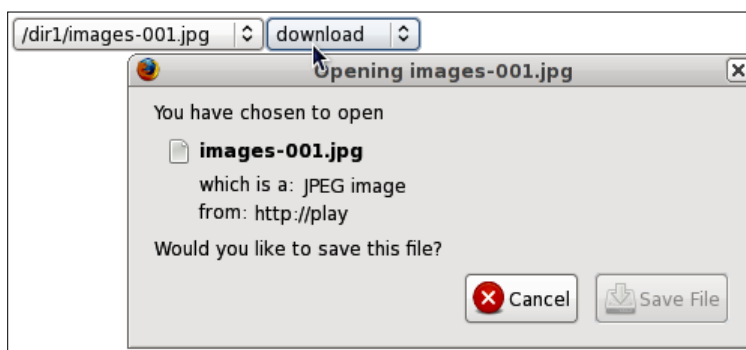 /dir1/images-001.jpg download
Opening images-001.jpg
You have chosen to open
images-001.jpg
which is a: JPEG image
from: http://play
Would you like to save this file?
Cancel Save File